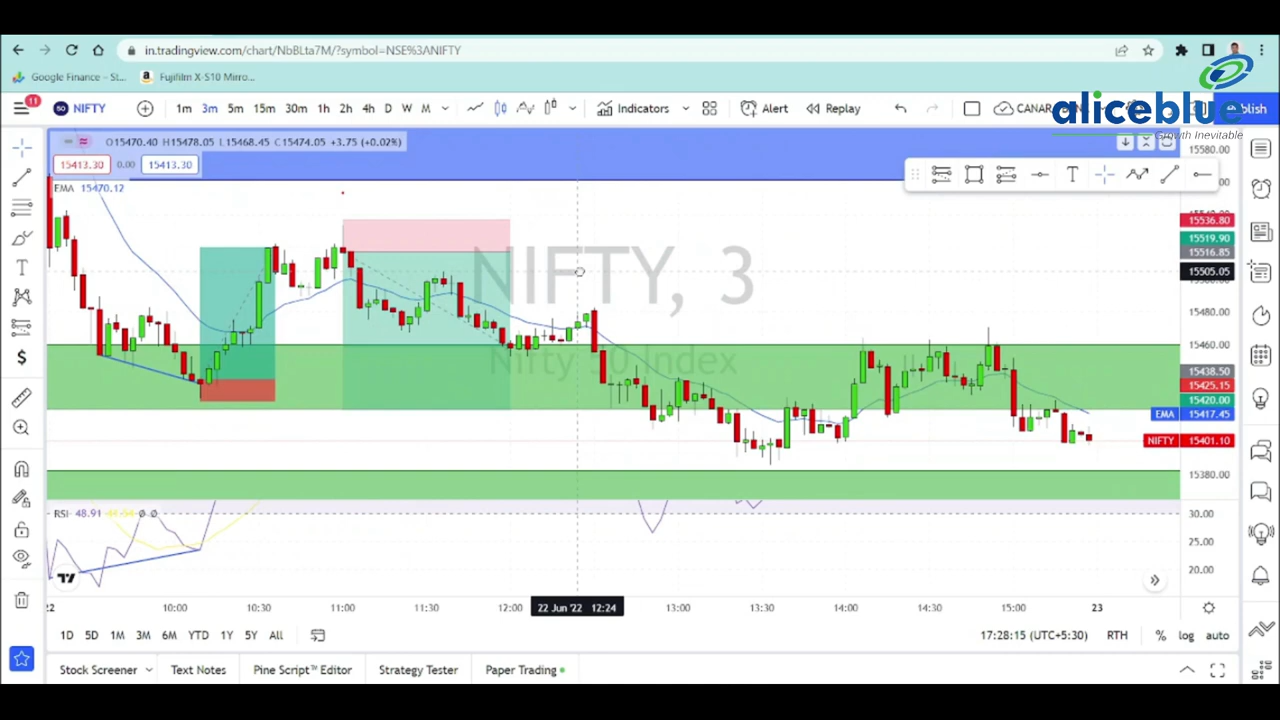 in.tradingview.com/chart/NbBLta7M/?symbol=NSE%3ANIFTY
Google Finance - St...
Fujifilm X-S10 Mirro...
aliceblue
Growth Inevitable
11
50 NIFTY
1m 3m 5m 15m 30m 1h 2h 4h D W M
Indicators
Alert
Replay
CANAR
blish
O15470.40 H15478.05 L15468.45 C15474.05 +3.75 (+0.02%)
15413.30 0.00 15413.30
EMA 15470.12
NIFTY, 3
Nifty 50 Index
15580.00
15536.80
15519.90
15516.85
15505.05
15480.00
15460.00
15438.50
15425.15
15420.00
EMA 15417.45
NIFTY 15401.10
15380.00
RSI 48.91 Ø Ø
30.00
25.00
20.00
10:00 10:30 11:00 11:30 12:00 22 Jun '22 12:24 13:00 13:30 14:00 14:30 15:00 23
1D 5D 1M 3M 6M YTD 1Y 5Y All
17:28:15 (UTC+5:30) RTH % log auto
Stock Screener
Text Notes
Pine Script™ Editor
Strategy Tester
Paper Trading